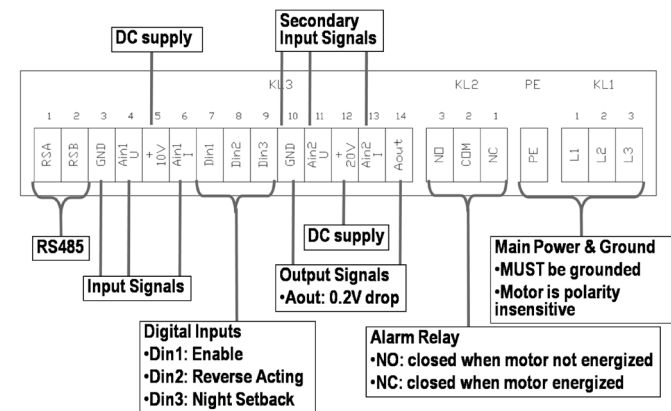 DC supply
Secondary
Input Signals
KL3
KL2
PE
KL1
1 2 3 4 5 6 7 8 9 10 11 12 13 14
3 2 1
1 2 3
RSA
RSB
GND
Ain1
U
+
10V
Ain1
I
Din1
Din2
Din3
GND
Ain2
U
+
20V
Ain2
I
Aout
NO
COM
NC
PE
L1
L2
L3
RS485
Input Signals
DC supply
Output Signals
•Aout: 0.2V drop
Digital Inputs
•Din1: Enable
•Din2: Reverse Acting
•Din3: Night Setback
Alarm Relay
•NO: closed when motor not energized
•NC: closed when motor energized
Main Power & Ground
•MUST be grounded
•Motor is polarity
insensitive